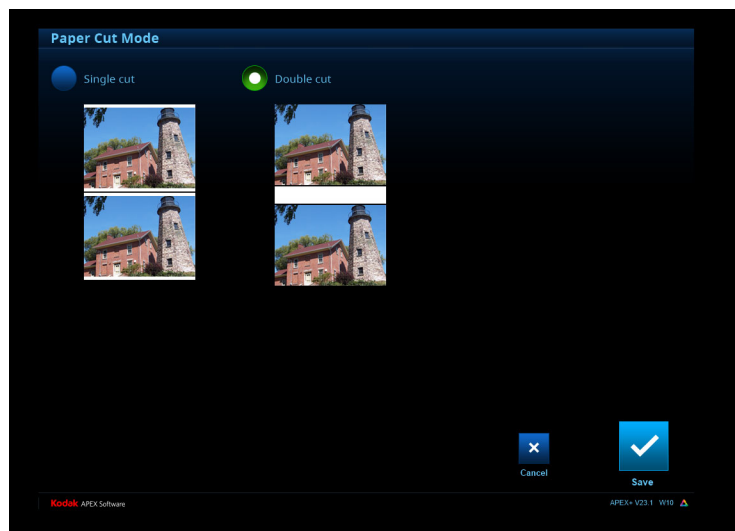 Paper Cut Mode
Single cut
Double cut
Cancel
Save
Kodak APEX Software
APEX+ V23.1 W10